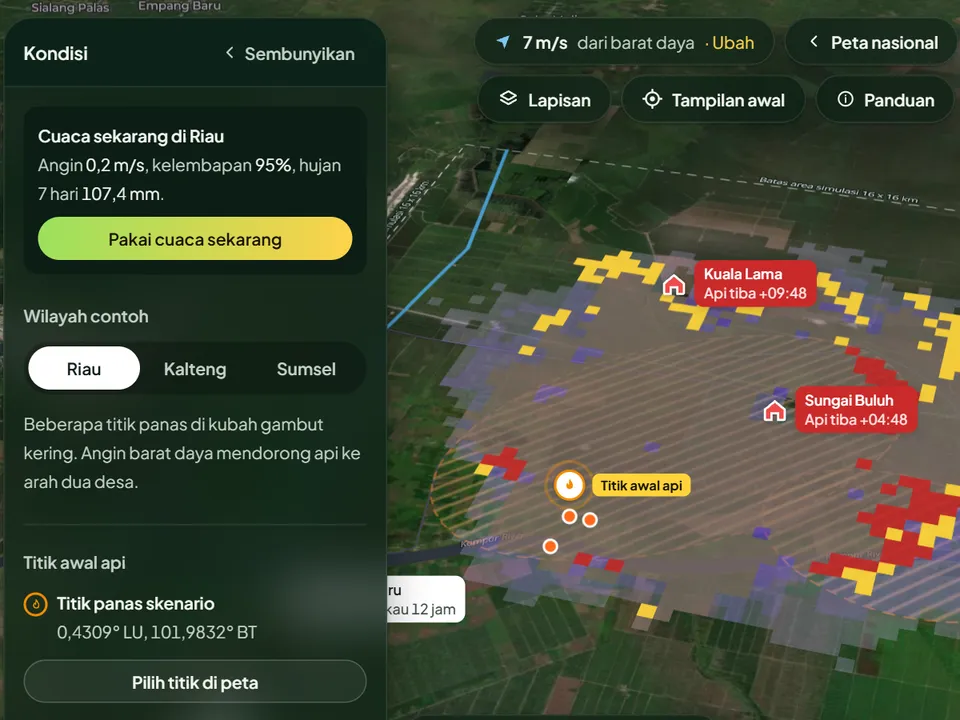 Sialang Palas
Empang Baru
Kondisi
Sembunyikan
7 m/s dari barat daya · Ubah
Peta nasional
Lapisan
Tampilan awal
Panduan
Cuaca sekarang di Riau
Angin 0,2 m/s, kelembapan 95%, hujan
7 hari 107,4 mm.
Pakai cuaca sekarang
Wilayah contoh
Riau
Kalteng
Sumsel
Beberapa titik panas di kubah gambut
kering. Angin barat daya mendorong api ke
arah dua desa.
Titik awal api
Titik panas skenario
0,4309° LU, 101,9832° BT
Pilih titik di peta
Batas area simulasi 16 x 16 km
Kuala Lama
Api tiba +09:48
Sungai Buluh
Api tiba +04:48
Titik awal api
ru
kau 12 jam